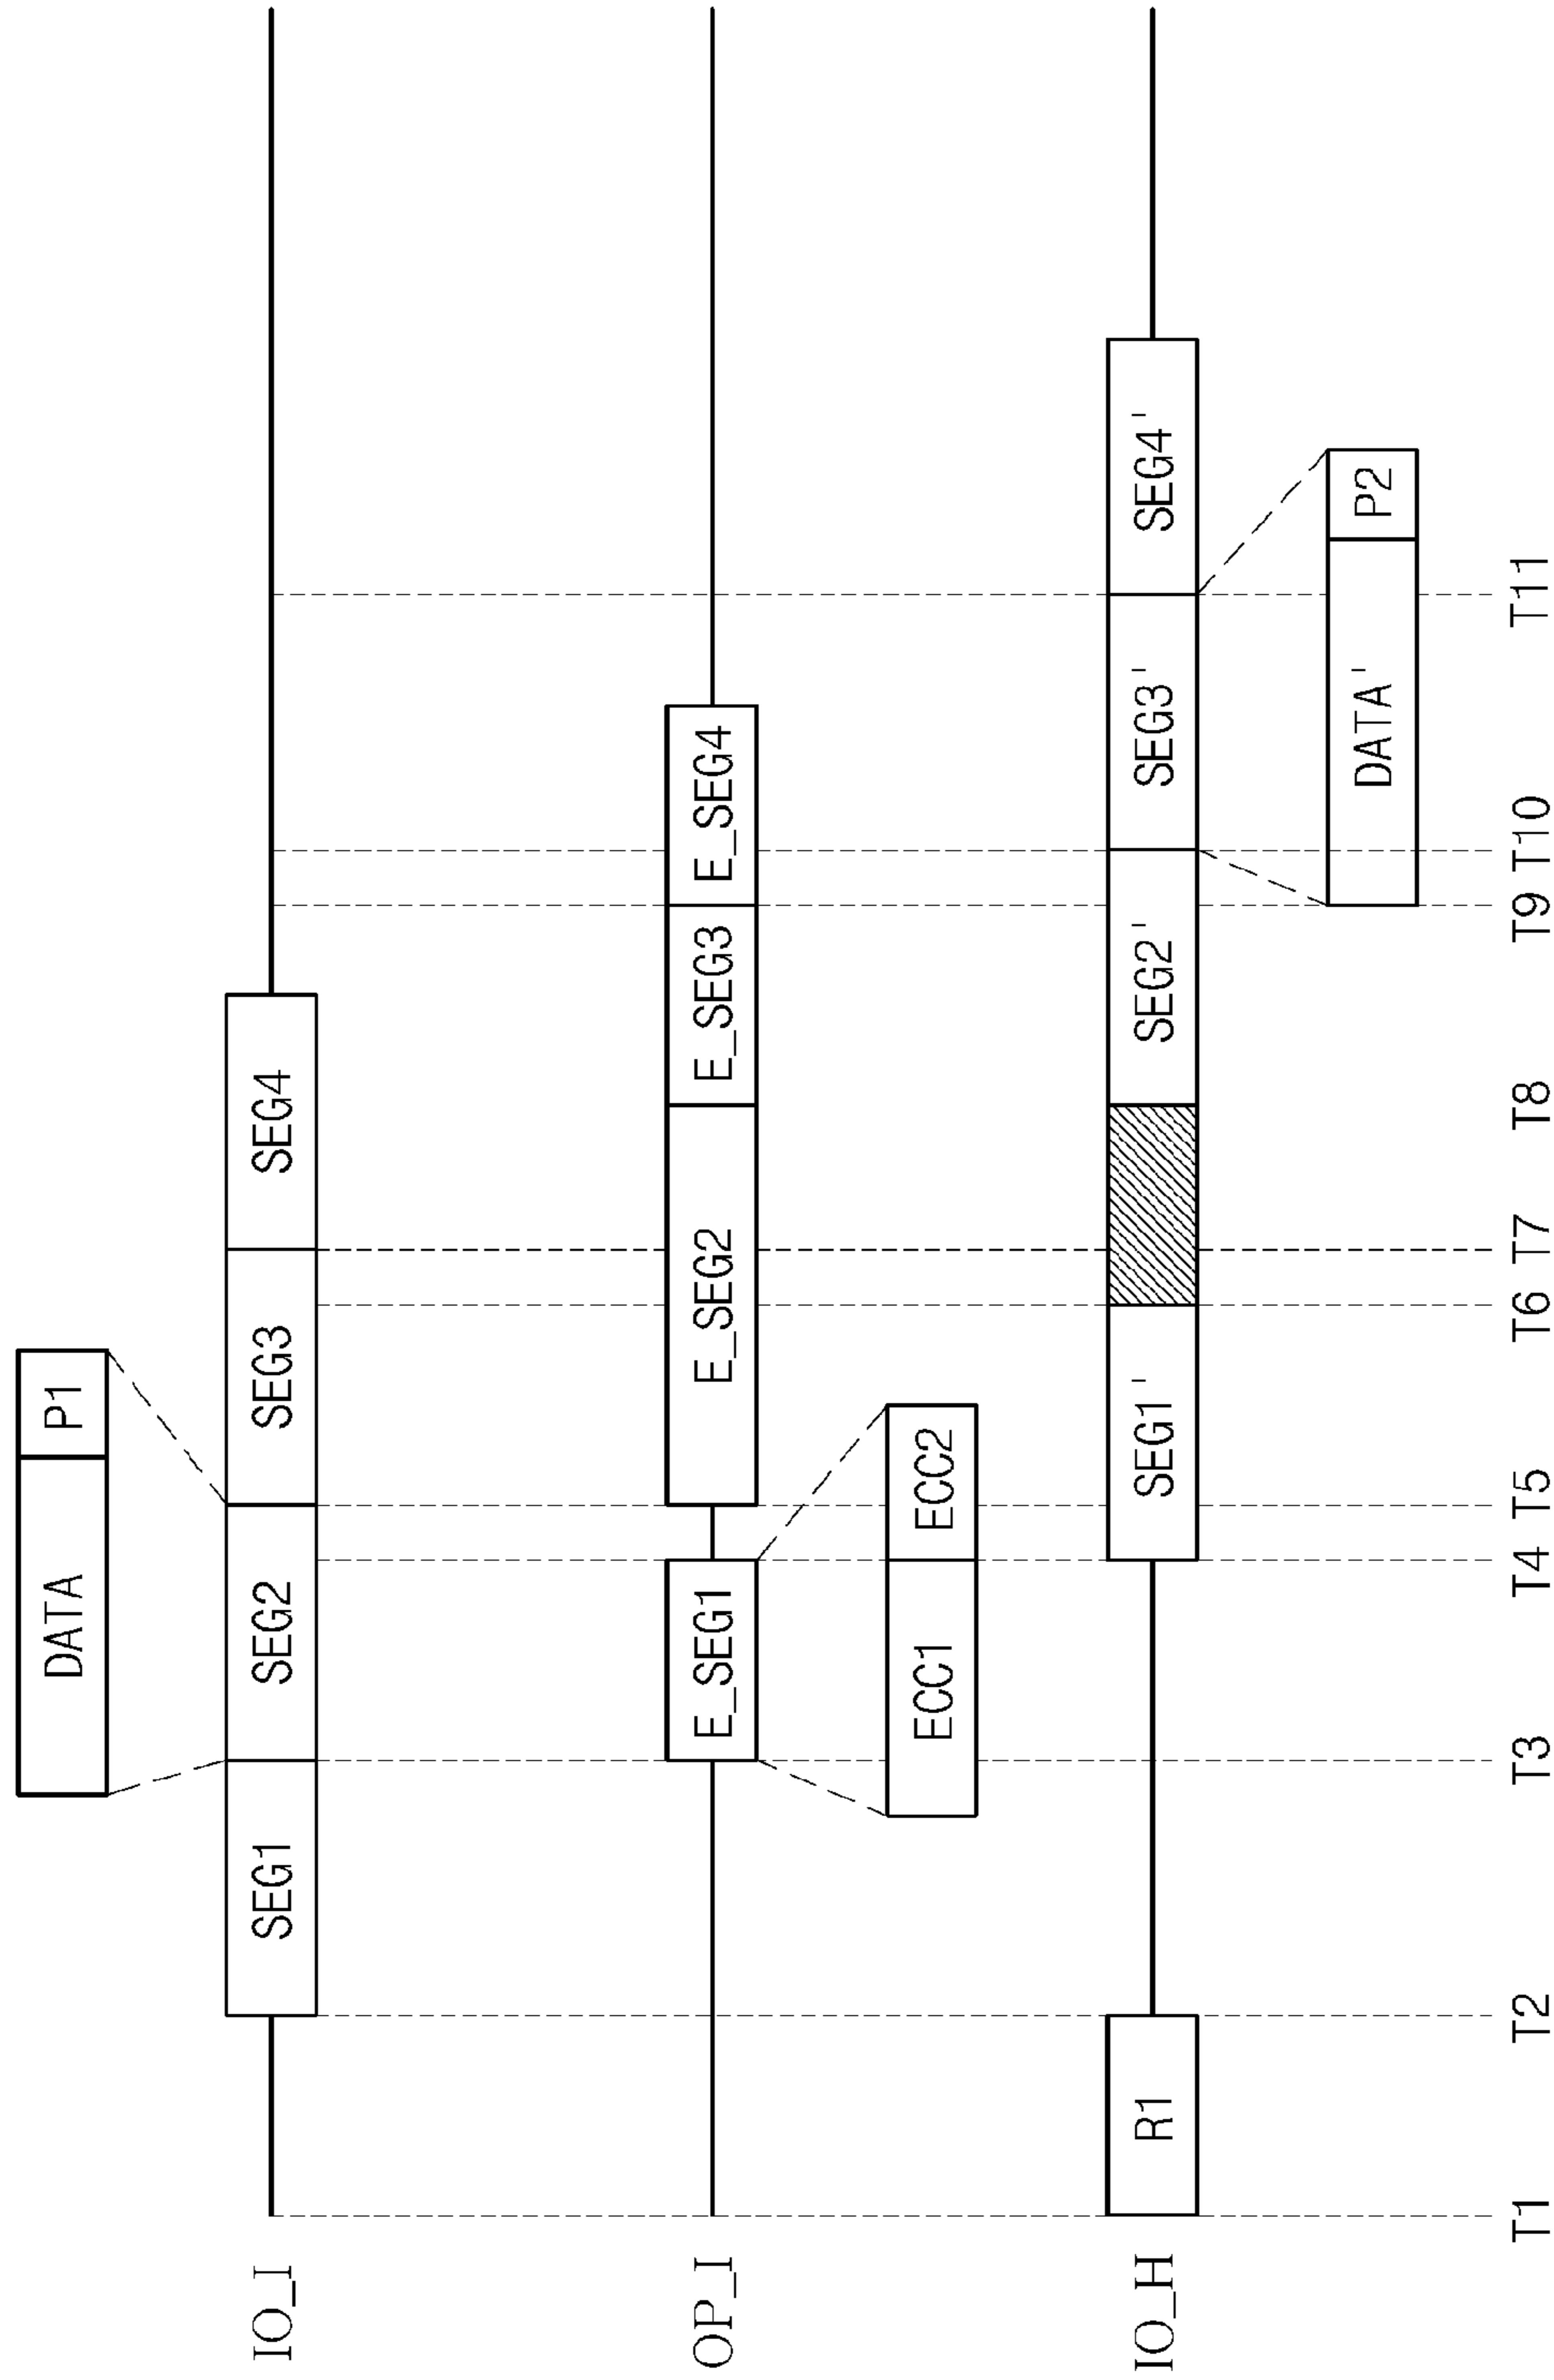 DATA P1
IO_I SEG1 SEG2 SEG3 SEG4
OP_I E_SEG1 E_SEG2 E_SEG3 E_SEG4
ECC1 ECC2
IO_H R1 SEG1' SEG2' SEG3' SEG4'
DATA' P2
T1 T2 T3 T4 T5 T6 T7 T8 T9 T10 T11